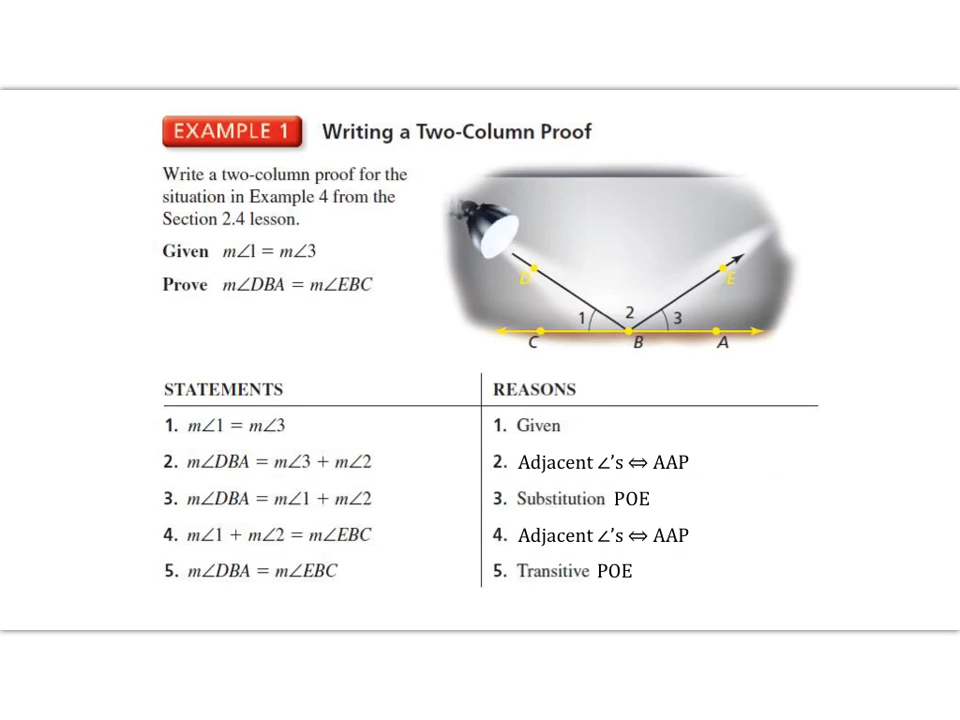 EXAMPLE 1 Writing a Two-Column Proof
Write a two-column proof for the
situation in Example 4 from the
Section 2.4 lesson.
Given m∠1 = m∠3
Prove m∠DBA = m∠EBC
D
E
1
2
3
C
B
A
STATEMENTS
REASONS
1. m∠1 = m∠3
1. Given
2. m∠DBA = m∠3 + m∠2
2. Adjacent ∠'s ⇔ AAP
3. m∠DBA = m∠1 + m∠2
3. Substitution POE
4. m∠1 + m∠2 = m∠EBC
4. Adjacent ∠'s ⇔ AAP
5. m∠DBA = m∠EBC
5. Transitive POE